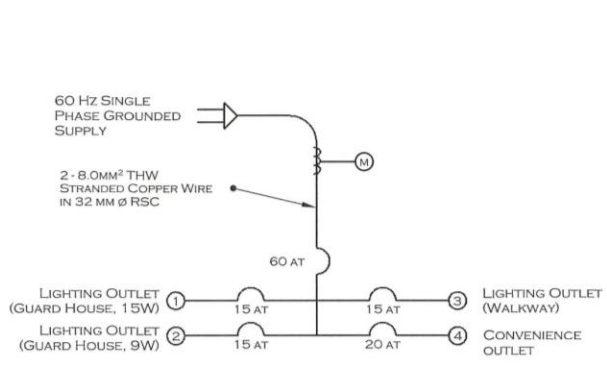 60 Hz Single
Phase Grounded
Supply
M
2 - 8.0mm² THW
Stranded Copper Wire
in 32 mm Ø RSC
60 AT
Lighting Outlet
(Guard House, 15W)
1
15 AT
15 AT
3
Lighting Outlet
(Walkway)
Lighting Outlet
(Guard House, 9W)
2
15 AT
20 AT
4
Convenience
Outlet